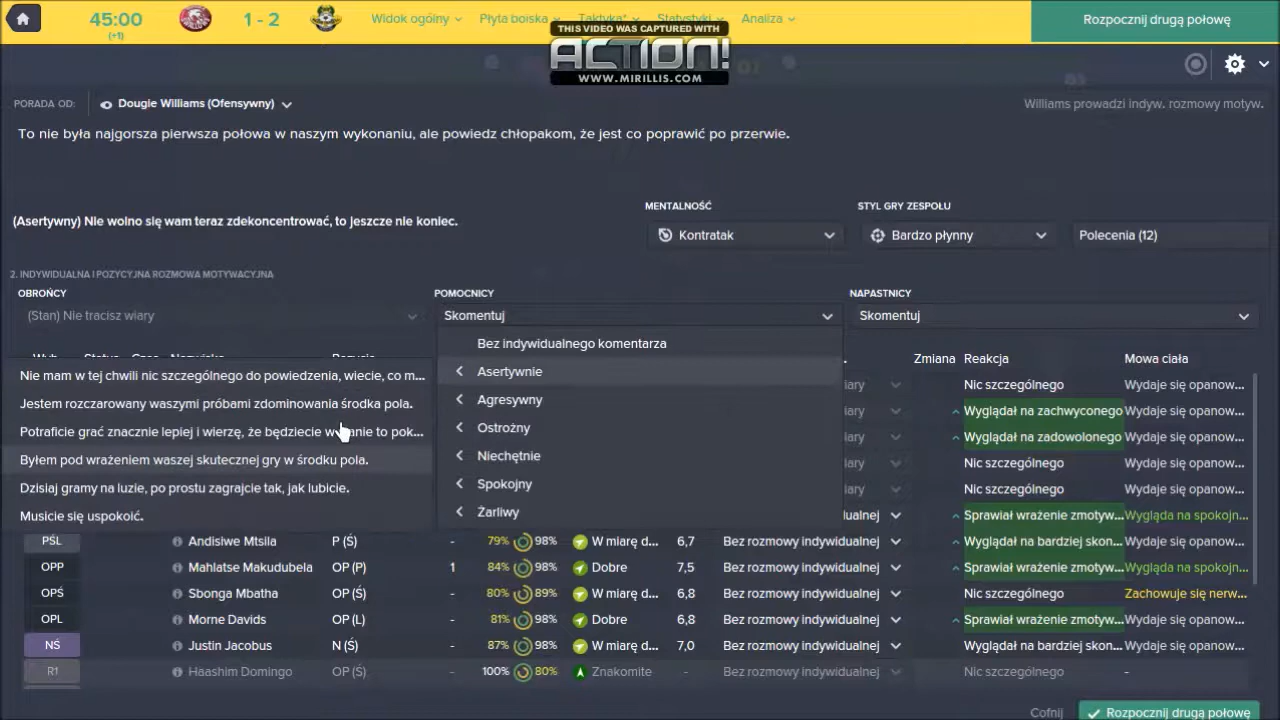 45:00
(+1)
1 - 2
Widok ogólny
Płyta boiska
Taktyka*
Statystyki
Analiza
Rozpocznij drugą połowę
THIS VIDEO WAS CAPTURED WITH
ACTION!
WWW.MIRILLIS.COM
PORADA OD:
Dougie Williams (Ofensywny)
Williams prowadzi indyw. rozmowy motyw.
To nie była najgorsza pierwsza połowa w naszym wykonaniu, ale powiedz chłopakom, że jest co poprawić po przerwie.
MENTALNOŚĆ
STYL GRY ZESPOŁU
(Asertywny) Nie wolno się wam teraz zdekoncentrować, to jeszcze nie koniec.
Kontratak
Bardzo płynny
Polecenia (12)
2. INDYWIDUALNA I POZYCYJNA ROZMOWA MOTYWACYJNA
OBROŃCY
POMOCNICY
NAPASTNICY
(Stan) Nie tracisz wiary
Skomentuj
Skomentuj
Bez indywidualnego komentarza
Asertywnie
Agresywny
Ostrożny
Niechętnie
Spokojny
Żarliwy
Nie mam w tej chwili nic szczególnego do powiedzenia, wiecie, co m...
Jestem rozczarowany waszymi próbami zdominowania środka pola.
Potraficie grać znacznie lepiej i wierzę, że będziecie w anie to pok...
Byłem pod wrażeniem waszej skutecznej gry w środku pola.
Dzisiaj gramy na luzie, po prostu zagrajcie tak, jak lubicie.
Musicie się uspokoić.
Zmiana Reakcja Mowa ciała
iary Nic szczególnego Wydaje się opanow...
iary Wyglądał na zachwyconego Wydaje się opanow...
iary Wyglądał na zadowolonego Wydaje się opanow...
iary Nic szczególnego Wydaje się opanow...
iary Nic szczególnego Wydaje się opanow...
dualnej Sprawiał wrażenie zmotyw... Wygląda na spokojn...
PŚL Andisiwe Mtsila P (Ś) - 79% 98% W miarę d... 6,7 Bez rozmowy indywidualnej Wyglądał na bardziej skon... Wydaje się opanow...
OPP Mahlatse Makudubela OP (P) 1 84% 98% Dobre 7,5 Bez rozmowy indywidualnej Sprawiał wrażenie zmotyw... Wygląda na spokojn...
OPŚ Sbonga Mbatha OP (Ś) - 80% 89% W miarę d... 6,8 Bez rozmowy indywidualnej Nic szczególnego Zachowuje się nerw...
OPL Morne Davids OP (L) - 81% 98% Dobre 6,8 Bez rozmowy indywidualnej Sprawiał wrażenie zmotyw... Wydaje się opanow...
NŚ Justin Jacobus N (Ś) - 87% 98% W miarę d... 7,0 Bez rozmowy indywidualnej Wyglądał na bardziej skon... Wydaje się opanow...
R1 Haashim Domingo OP (Ś) - 100% 80% Znakomite - Bez rozmowy indywidualnej Nic szczególnego -
Cofnij
Rozpocznij drugą połowę